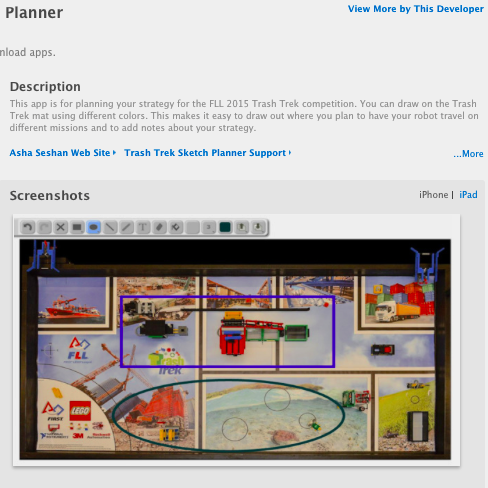 Planner
View More by This Developer
nload apps.
Description
This app is for planning your strategy for the FLL 2015 Trash Trek competition. You can draw on the Trash
Trek mat using different colors. This makes it easy to draw out where you plan to have your robot travel on
different missions and to add notes about your strategy.
Asha Seshan Web Site
Trash Trek Sketch Planner Support
...More
Screenshots
iPhone | iPad
T
FLL
Trek
FIRST
LEGO
3M